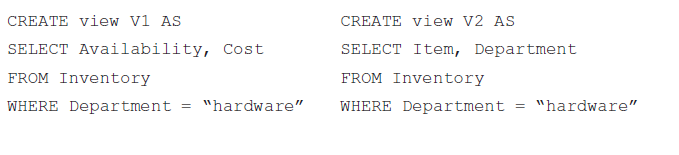 CREATE view V1 AS
SELECT Availability, Cost
FROM Inventory
WHERE Department = “hardware”
CREATE view V2 AS
SELECT Item, Department
FROM Inventory
WHERE Department = “hardware”